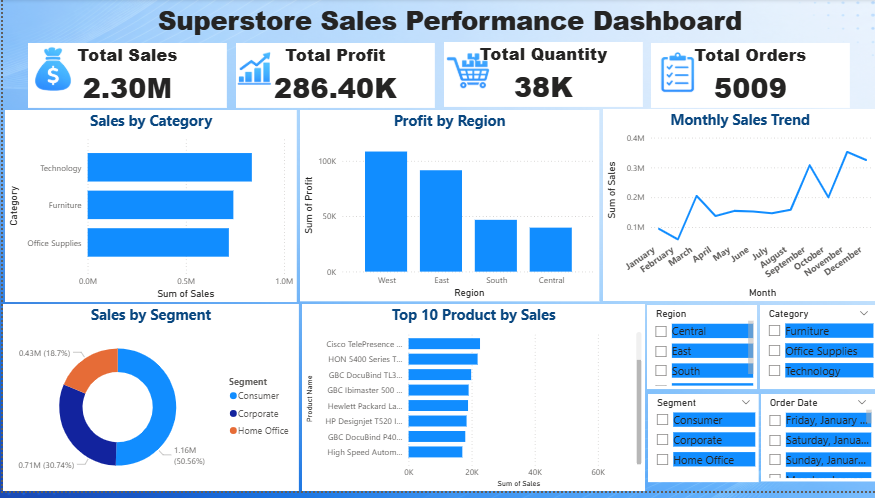 Superstore Sales Performance Dashboard
Total Sales
2.30M
Total Profit
286.40K
Total Quantity
38K
Total Orders
5009
Sales by Category
Category
Technology
Furniture
Office Supplies
0.0M 0.5M 1.0M
Sum of Sales
Profit by Region
Sum of Profit
100K
50K
0K
West East South Central
Region
Monthly Sales Trend
Sum of Sales
0.4M
0.3M
0.2M
0.1M
January February March April May June July August September October November December
Month
Sales by Segment
0.43M (18.7%)
0.71M (30.74%)
1.16M
(50.56%)
Segment
Consumer
Corporate
Home Office
Top 10 Product by Sales
Product Name
Cisco TelePresence ...
HON 5400 Series T...
GBC DocuBind TL3...
GBC Ibimaster 500 ...
Hewlett Packard La...
HP Designjet T520 I...
GBC DocuBind P40...
High Speed Autom...
0K 20K 40K 60K
Sum of Sales
Region
Central
East
South
Category
Furniture
Office Supplies
Technology
Segment
Consumer
Corporate
Home Office
Order Date
Friday, January ...
Saturday, Janua...
Sunday, Januar...